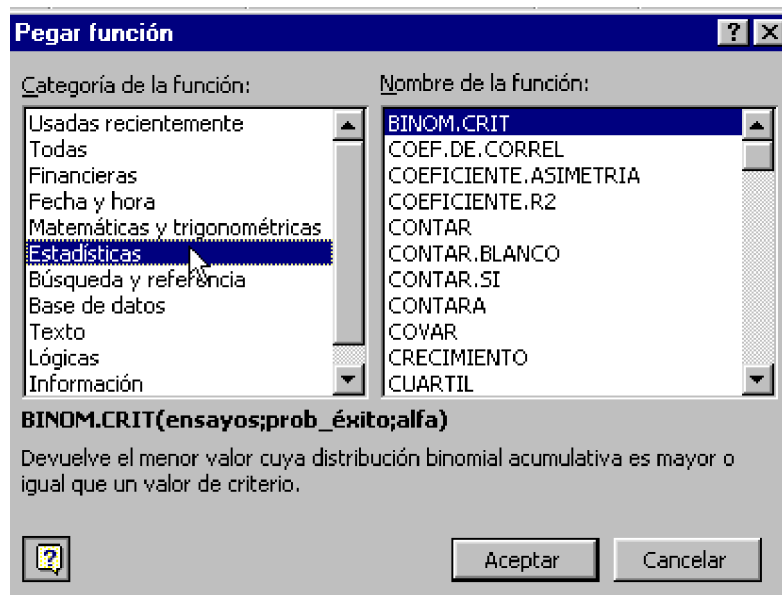 Pegar función
Categoría de la función:
Nombre de la función:
Usadas recientemente
Todas
Financieras
Fecha y hora
Matemáticas y trigonométricas
Estadísticas
Búsqueda y referencia
Base de datos
Texto
Lógicas
Información
BINOM.CRIT
COEF.DE.CORREL
COEFICIENTE.ASIMETRIA
COEFICIENTE.R2
CONTAR
CONTAR.BLANCO
CONTAR.SI
CONTARA
COVAR
CRECIMIENTO
CUARTIL
BINOM.CRIT(ensayos;prob_éxito;alfa)
Devuelve el menor valor cuya distribución binomial acumulativa es mayor o
igual que un valor de criterio.
Aceptar
Cancelar